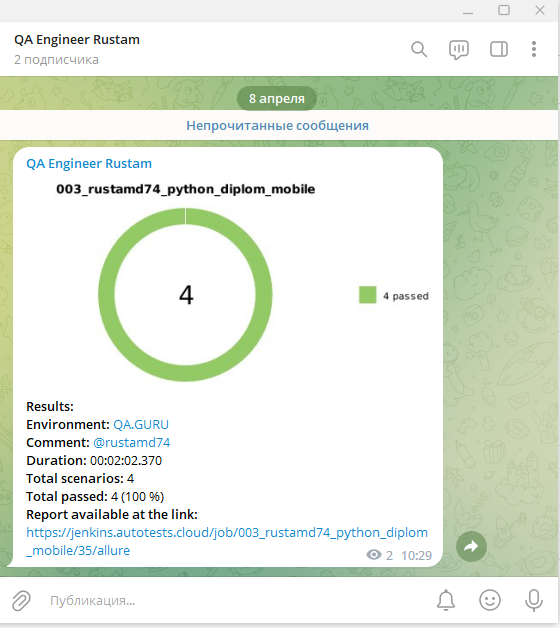 QA Engineer Rustam
2 подписчика
8 апреля
Непрочитанные сообщения
QA Engineer Rustam
003_rustamd74_python_diplom_mobile
4
4 passed
Results:
Environment: QA.GURU
Comment: @rustamd74
Duration: 00:02:02.370
Total scenarios: 4
Total passed: 4 (100 %)
Report available at the link:
https://jenkins.autotests.cloud/job/003_rustamd74_python_diplom
_mobile/35/allure
2 10:29
Публикация...